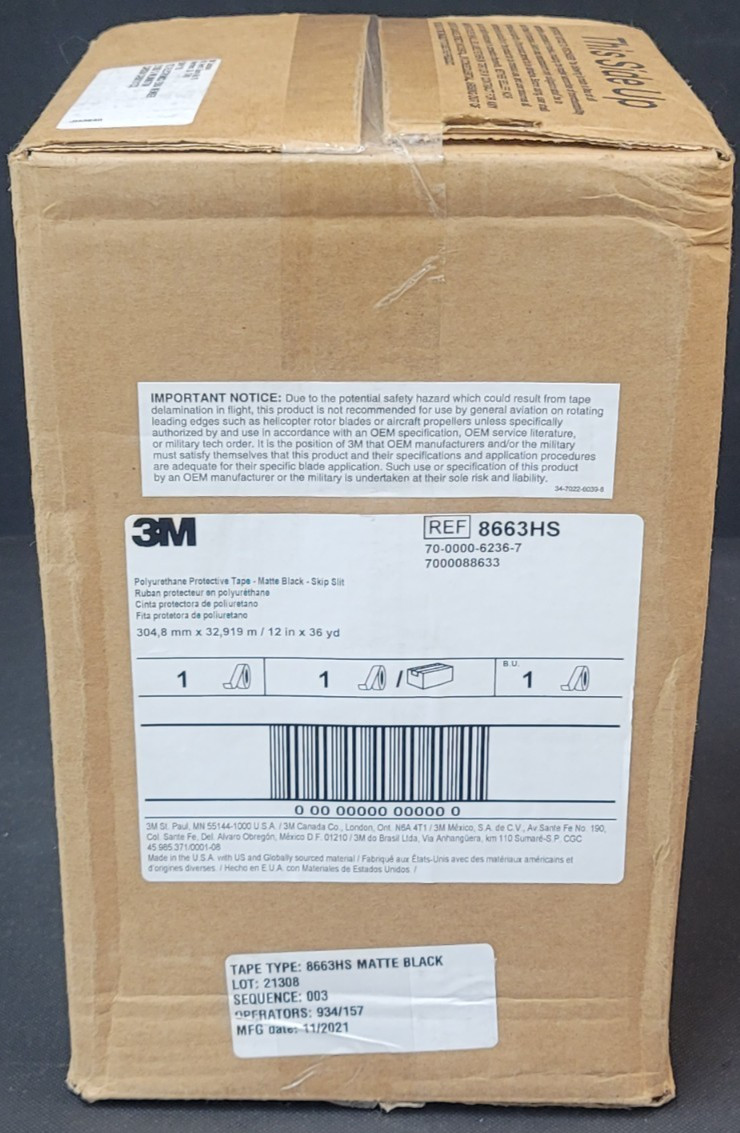 This Side Up
IMPORTANT NOTICE: Due to the potential safety hazard which could result from tape
delamination in flight, this product is not recommended for use by general aviation on rotating
leading edges such as helicopter rotor blades or aircraft propellers unless specifically
authorized by and use in accordance with an OEM specification, OEM service literature,
or military tech order. It is the position of 3M that OEM manufacturers and/or the military
must satisfy themselves that this product and their specifications and application procedures
are adequate for their specific blade application. Such use or specification of this product
by an OEM manufacturer or the military is undertaken at their sole risk and liability.
34-7022-6039-8
3M
REF 8663HS
70-0000-6236-7
7000088633
Polyurethane Protective Tape - Matte Black - Skip Slit
Ruban protecteur en polyuréthane
Cinta protectora de poliuretano
Fita protetora de poliuretano
304,8 mm x 32,919 m / 12 in x 36 yd
1 1 / B.U. 1
0 00 00000 00000 0
3M St. Paul, MN 55144-1000 U.S.A. / 3M Canada Co., London, Ont. N6A 4T1 / 3M México, S.A. de C.V., Av Sante Fe No. 190,
Col. Sante Fe, Del. Alvaro Obregón, México D.F. 01210 / 3M do Brasil Ltda, Via Anhangüera, km 110 Sumaré-S.P. CGC
45.985.371/0001-08
Made in the U.S.A. with US and Globally sourced material / Fabriqué aux États-Unis avec des matériaux américains et
d'origines diverses. / Hecho en E.U.A. con Materiales de Estados Unidos /
TAPE TYPE: 8663HS MATTE BLACK
LOT: 21308
SEQUENCE: 003
OPERATORS: 934/157
MFG Date: 11/2021